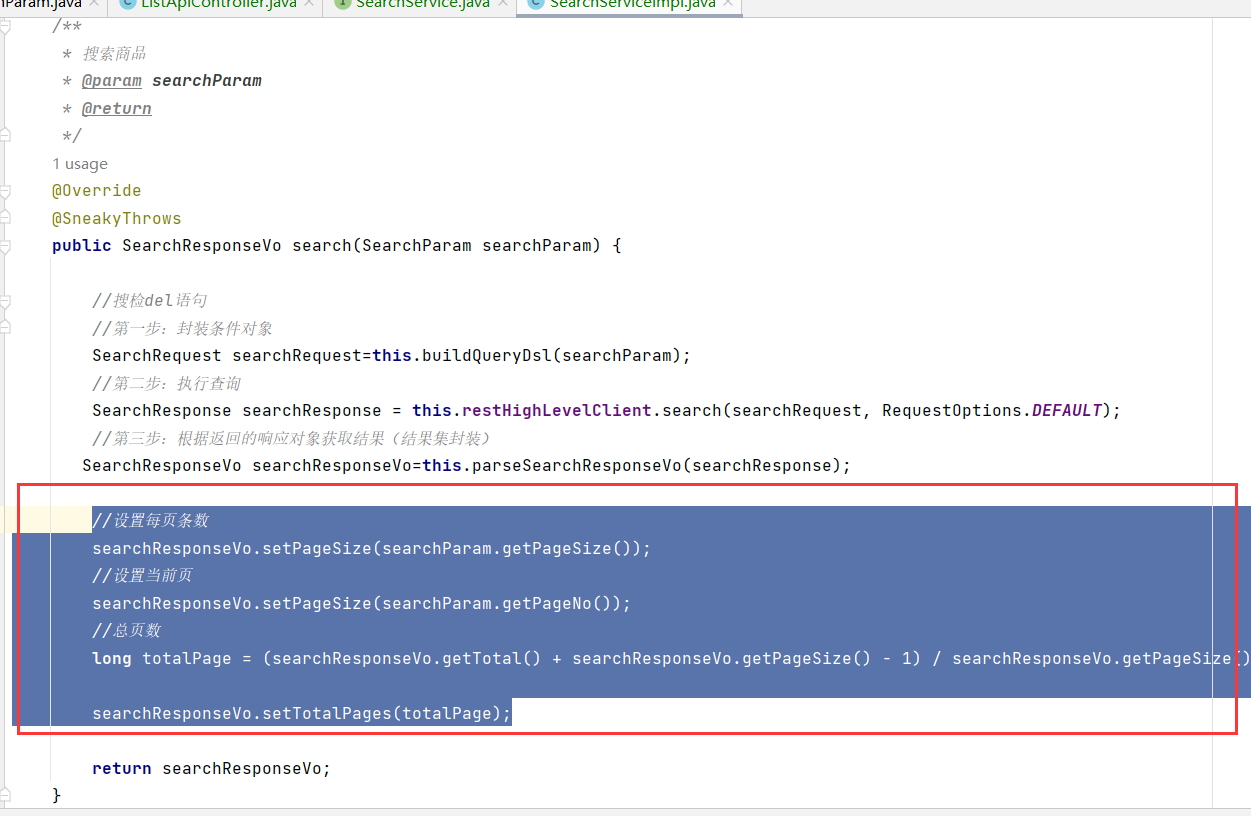 nParam.java
ListApiController.java
SearchService.java
SearchServiceImpl.java
/**
* 搜索商品
* @param searchParam
* @return
*/
1 usage
@Override
@SneakyThrows
public SearchResponseVo search(SearchParam searchParam) {
//搜检del语句
//第一步：封装条件对象
SearchRequest searchRequest=this.buildQueryDsl(searchParam);
//第二步：执行查询
SearchResponse searchResponse = this.restHighLevelClient.search(searchRequest, RequestOptions.DEFAULT);
//第三步：根据返回的响应对象获取结果（结果集封装）
SearchResponseVo searchResponseVo=this.parseSearchResponseVo(searchResponse);
//设置每页条数
searchResponseVo.setPageSize(searchParam.getPageSize());
//设置当前页
searchResponseVo.setPageSize(searchParam.getPageNo());
//总页数
long totalPage = (searchResponseVo.getTotal() + searchResponseVo.getPageSize() - 1) / searchResponseVo.getPageSize()
searchResponseVo.setTotalPages(totalPage);
return searchResponseVo;
}